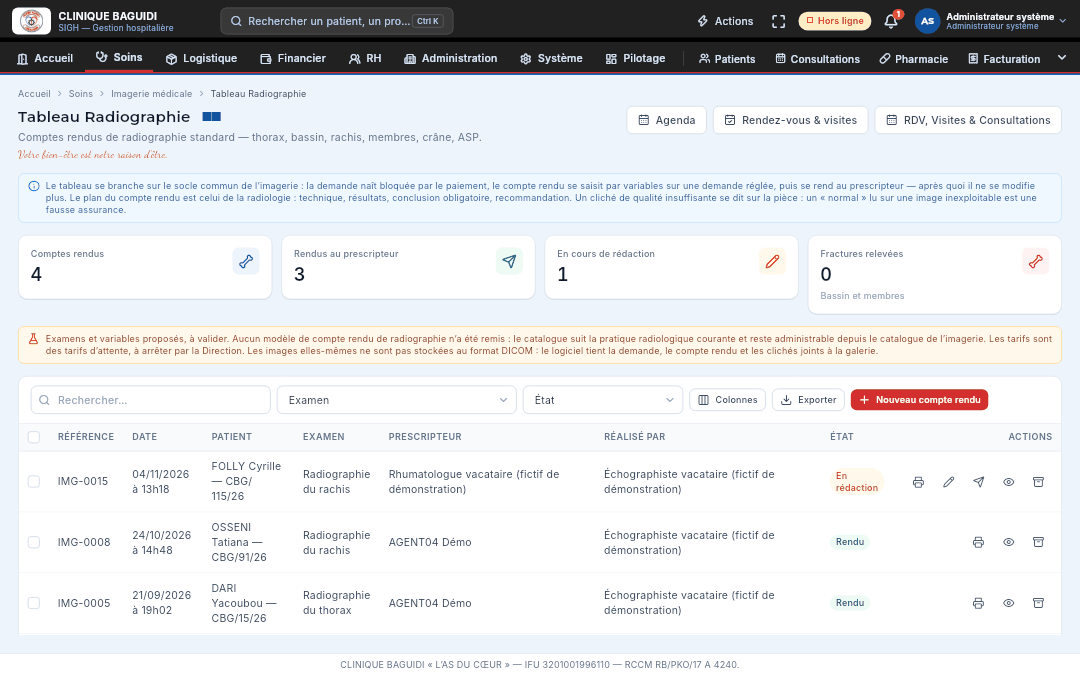 CLINIQUE BAGUIDI
SIGH — Gestion hospitalière
Rechercher un patient, un pro... Ctrl K
Actions
Hors ligne
1
AS
Administrateur système
Administrateur système
Accueil Soins Logistique Financier RH Administration Système Pilotage Patients Consultations Pharmacie Facturation
Accueil > Soins > Imagerie médicale > Tableau Radiographie
Tableau Radiographie
Comptes rendus de radiographie standard — thorax, bassin, rachis, membres, crâne, ASP.
Votre bien-être est notre raison d'être.
Agenda
Rendez-vous & visites
RDV, Visites & Consultations
Le tableau se branche sur le socle commun de l'imagerie : la demande naît bloquée par le paiement, le compte rendu se saisit par variables sur une demande réglée, puis se rend au prescripteur — après quoi il ne se modifie
plus. Le plan du compte rendu est celui de la radiologie : technique, résultats, conclusion obligatoire, recommandation. Un cliché de qualité insuffisante se dit sur la pièce : un « normal » lu sur une image inexploitable est une
fausse assurance.
Comptes rendus
4
Rendus au prescripteur
3
En cours de rédaction
1
Fractures relevées
0
Bassin et membres
Examens et variables proposés, à valider. Aucun modèle de compte rendu de radiographie n'a été remis : le catalogue suit la pratique radiologique courante et reste administrable depuis le catalogue de l'imagerie. Les tarifs sont
des tarifs d'attente, à arrêter par la Direction. Les images elles-mêmes ne sont pas stockées au format DICOM : le logiciel tient la demande, le compte rendu et les clichés joints à la galerie.
Rechercher...
Examen
État
Colonnes
Exporter
Nouveau compte rendu
RÉFÉRENCE DATE PATIENT EXAMEN PRESCRIPTEUR RÉALISÉ PAR ÉTAT ACTIONS
IMG-0015
04/11/2026
à 13h18
FOLLY Cyrille
— CBG/
115/26
Radiographie
du rachis
Rhumatologue vacataire (fictif de
démonstration)
Échographiste vacataire (fictif de
démonstration)
En
rédaction
IMG-0008
24/10/2026
à 14h48
OSSENI
Tatiana —
CBG/91/26
Radiographie
du rachis
AGENT04 Démo
Échographiste vacataire (fictif de
démonstration)
Rendu
IMG-0005
21/09/2026
à 19h02
DARI
Yacoubou —
CBG/15/26
Radiographie
du thorax
AGENT04 Démo
Échographiste vacataire (fictif de
démonstration)
Rendu
CLINIQUE BAGUIDI « L'AS DU CŒUR » — IFU 3201001996110 — RCCM RB/PKO/17 A 4240.